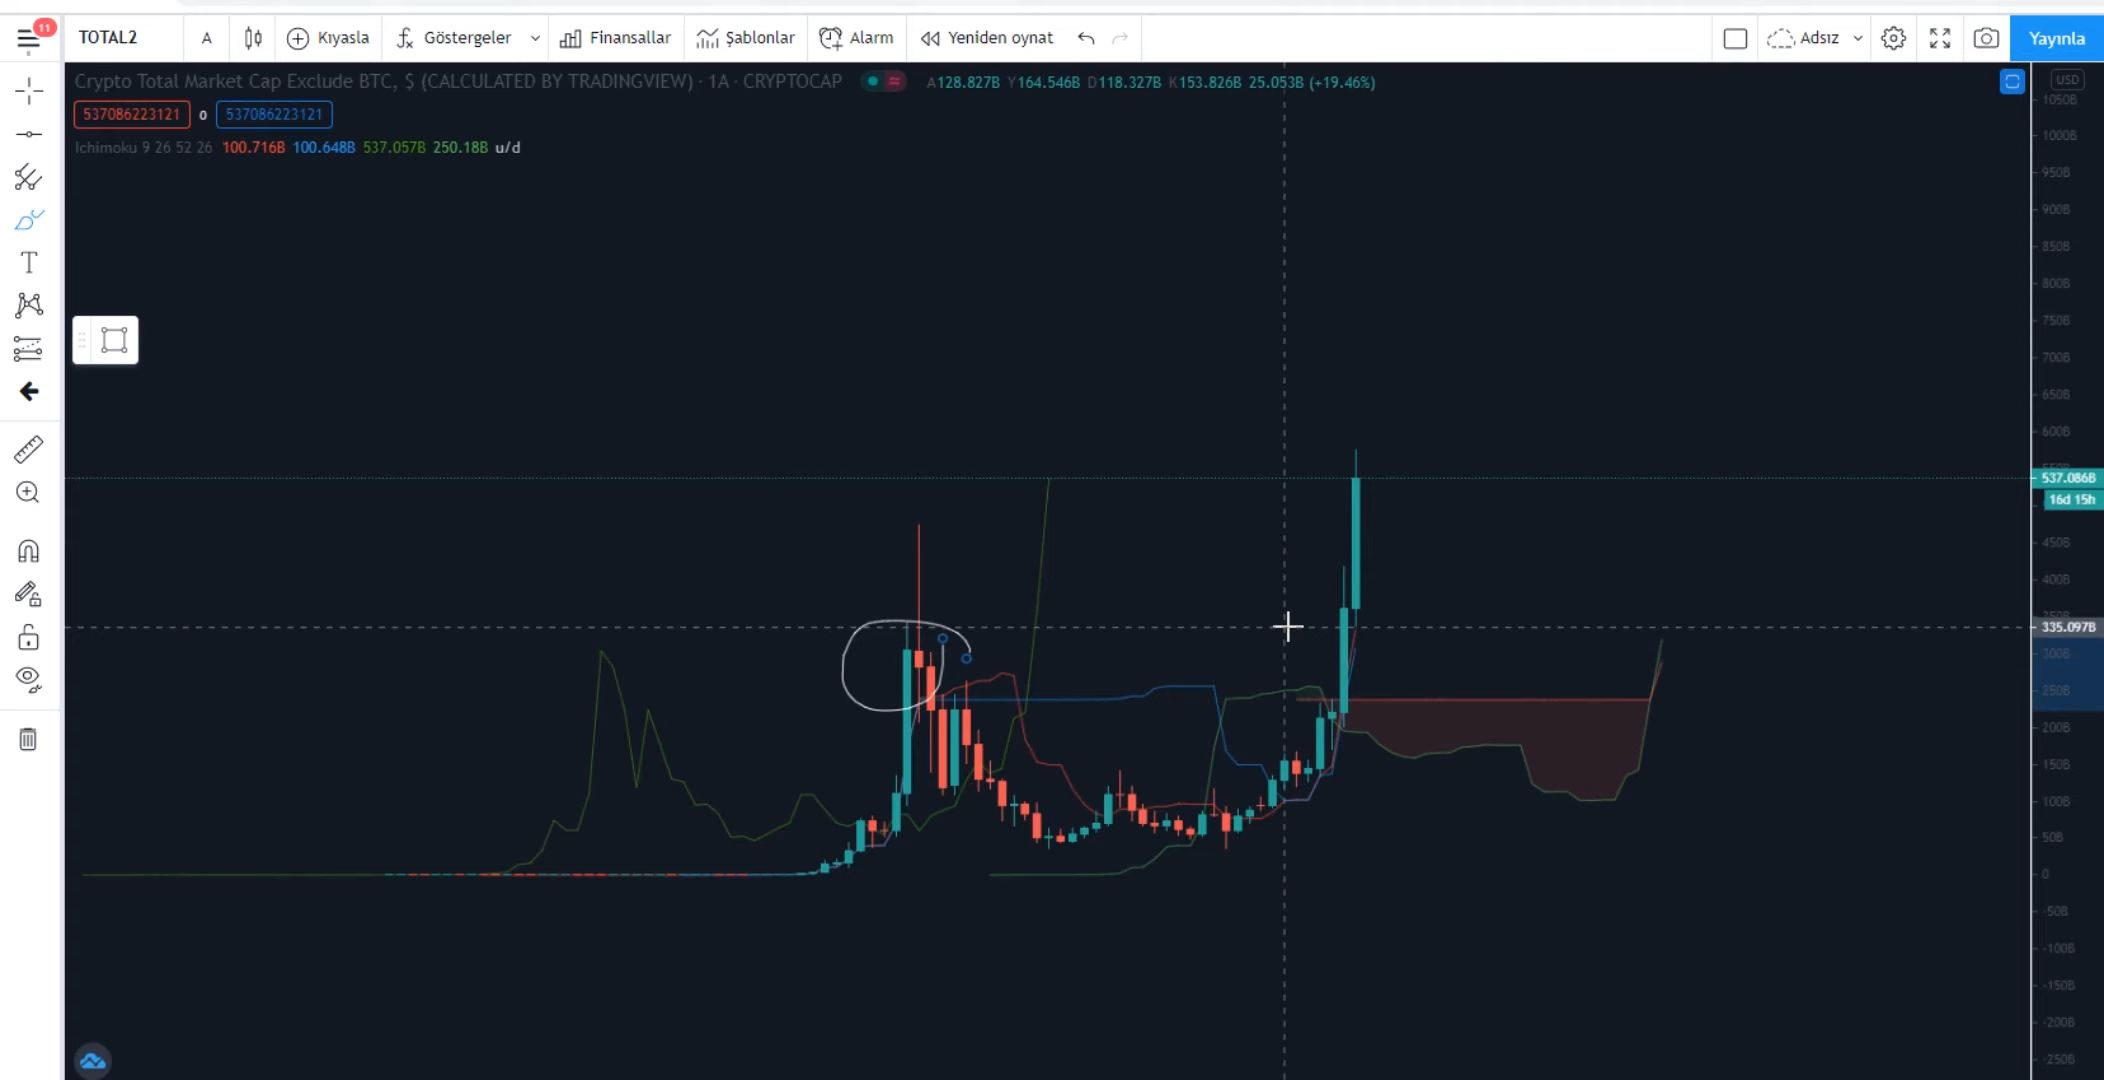 11
TOTAL2 A Kıyasla Göstergeler Finansallar Şablonlar Alarm Yeniden oynat Adsız Yayınla
Crypto Total Market Cap Exclude BTC, $ (CALCULATED BY TRADINGVIEW) · 1A · CRYPTOCAP A128.827B Y164.546B D118.327B K153.826B 25.053B (+19.46%)
USD
537086223121 0 537086223121
Ichimoku 9 26 52 26 100.716B 100.648B 537.057B 250.18B u/d
1050B
1000B
950B
900B
850B
800B
750B
700B
650B
600B
537.086B
16d 15h
450B
400B
335.097B
300B
250B
200B
150B
100B
50B
0
-50B
-100B
-150B
-200B
-250B